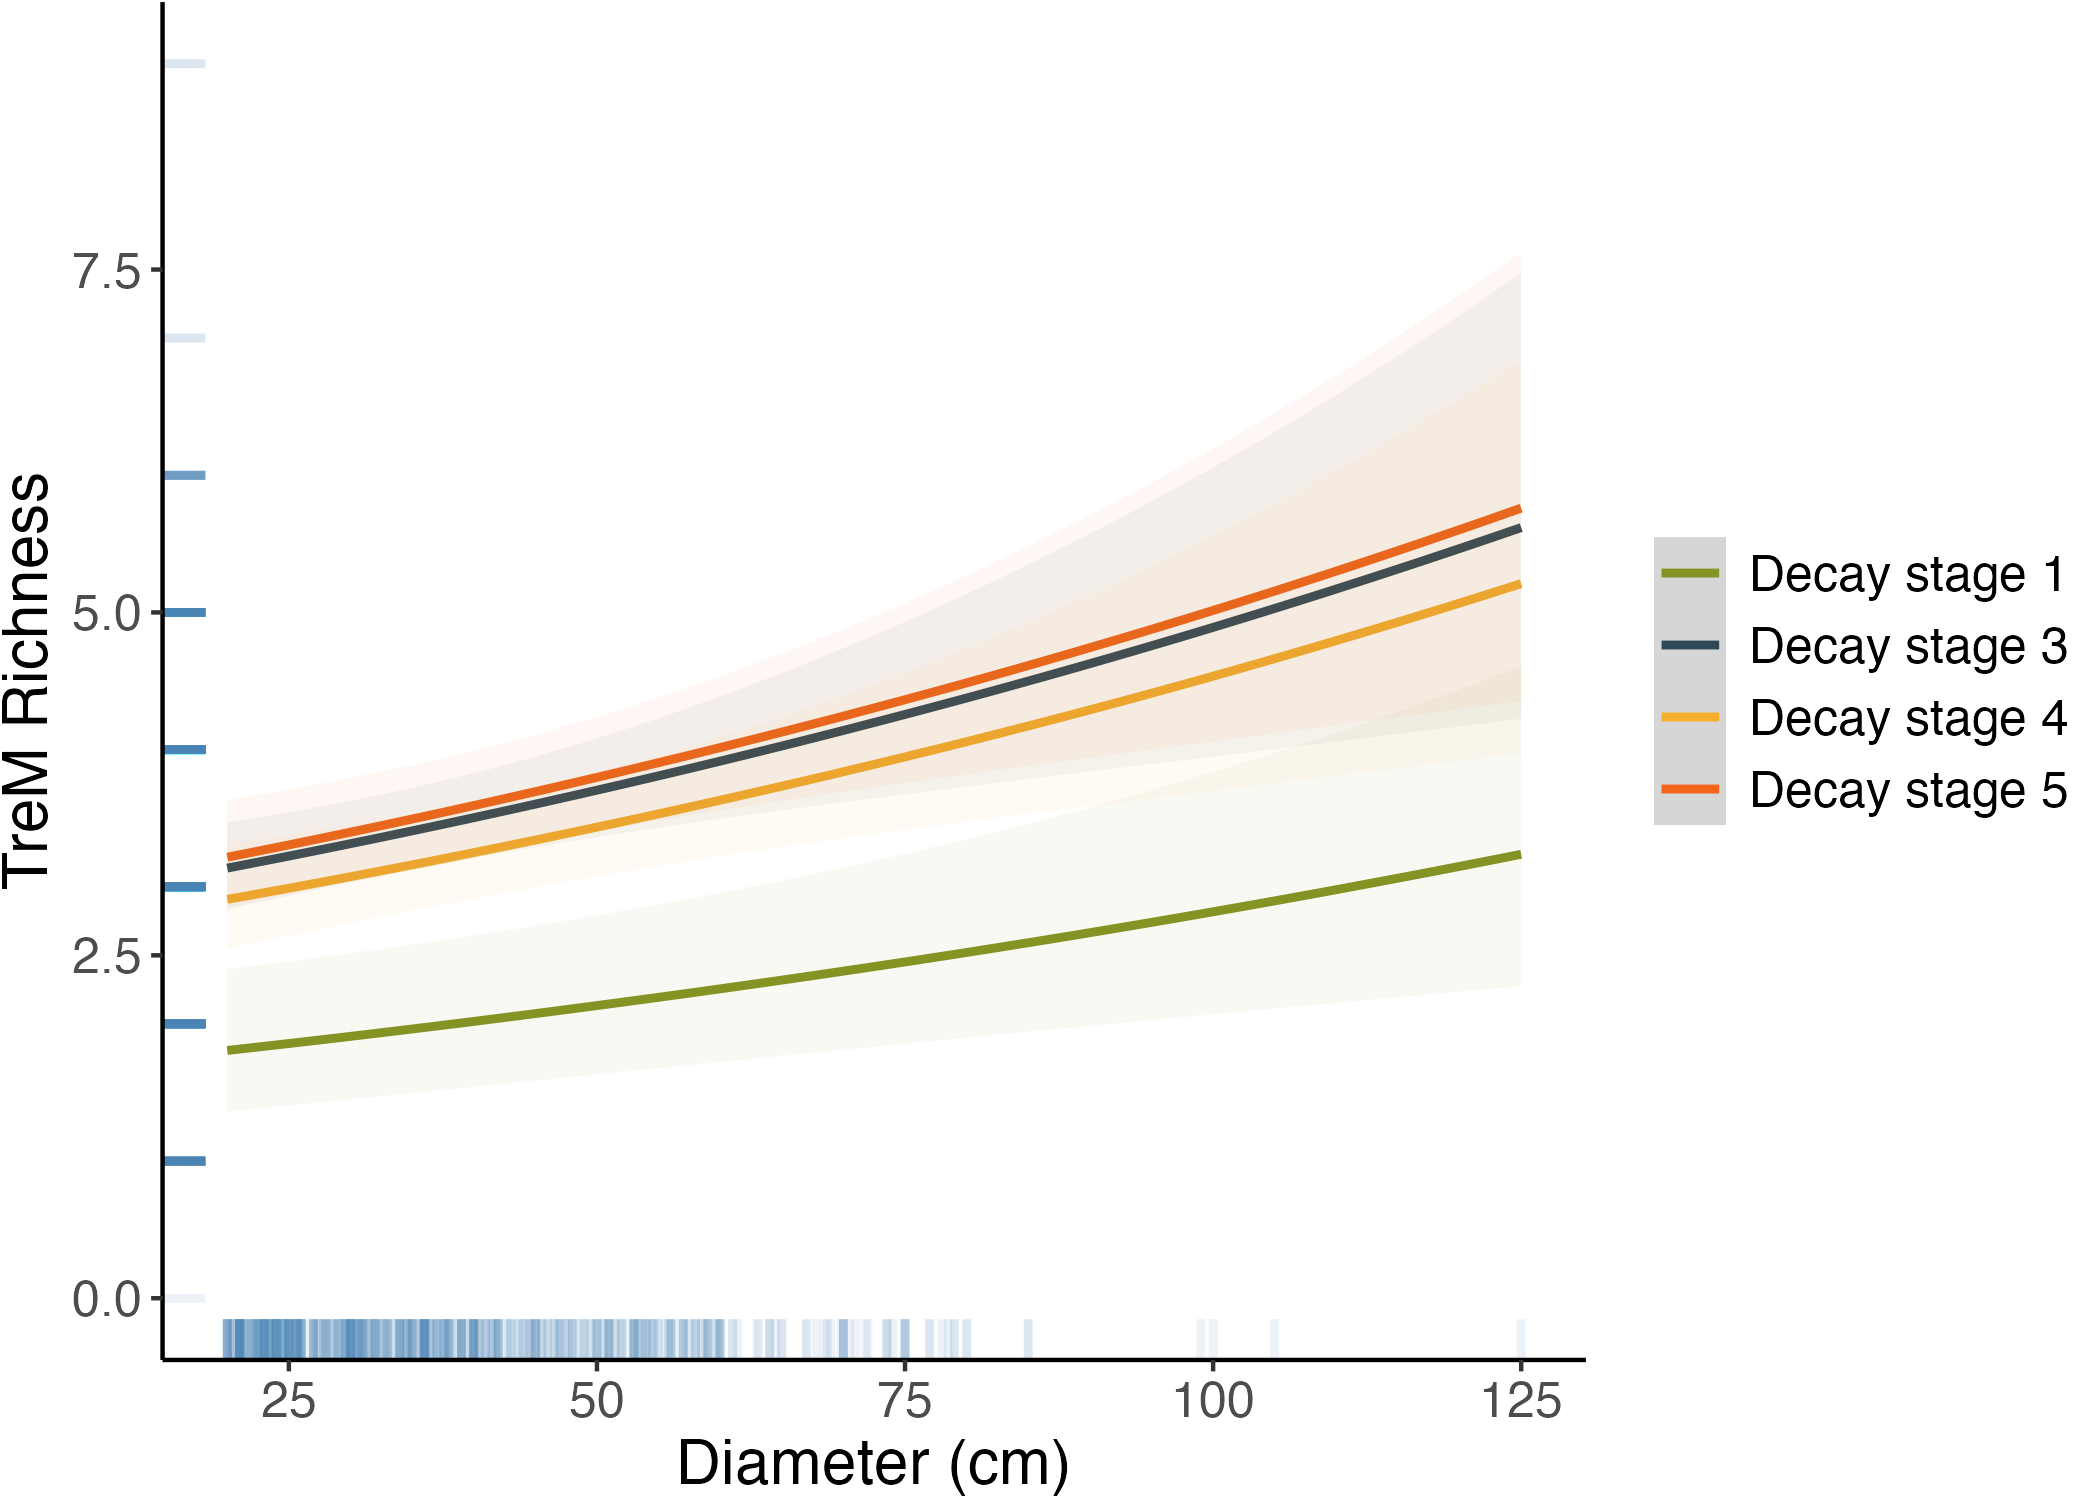 TreM Richness
7.5
5.0
2.5
0.0
25 50 75 100 125
Diameter (cm)
Decay stage 1
Decay stage 3
Decay stage 4
Decay stage 5